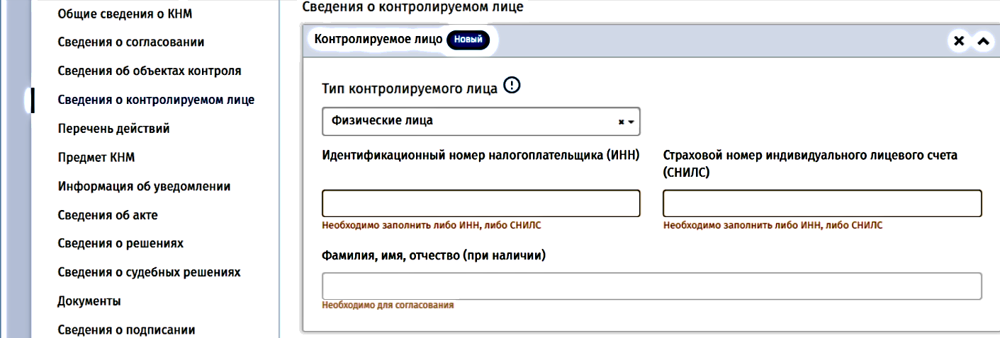 Общие сведения о КНМ
Сведения о согласовании
Сведения об объектах контроля
Сведения о контролируемом лице
Перечень действий
Предмет КНМ
Информация об уведомлении
Сведения об акте
Сведения о решениях
Сведения о судебных решениях
Документы
Сведения о подписании
Сведения о контролируемом лице
Контролируемое лицо Новый
Тип контролируемого лица
Физические лица
Идентификационный номер налогоплательщика (ИНН)
Необходимо заполнить либо ИНН, либо СНИЛС
Страховой номер индивидуального лицевого счета
(СНИЛС)
Необходимо заполнить либо ИНН, либо СНИЛС
Фамилия, имя, отчество (при наличии)
Необходимо для согласования